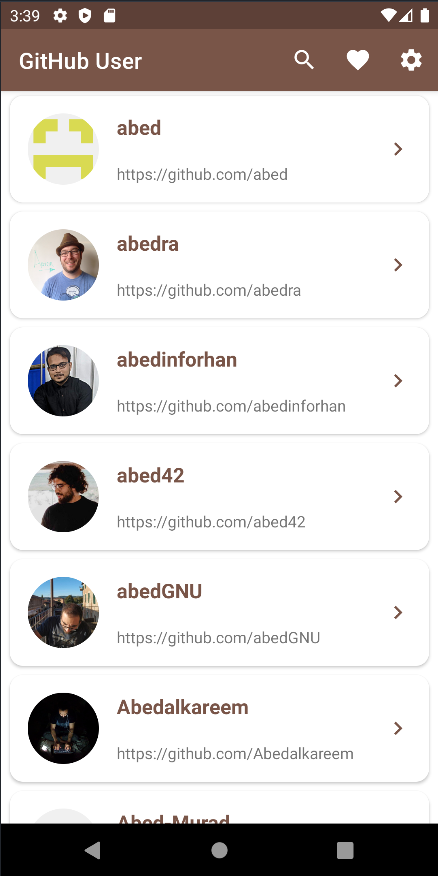 3:39
GitHub User
abed
https://github.com/abed
abedra
https://github.com/abedra
abedinforhan
https://github.com/abedinforhan
abed42
https://github.com/abed42
abedGNU
https://github.com/abedGNU
Abedalkareem
https://github.com/Abedalkareem
Abed-Murad